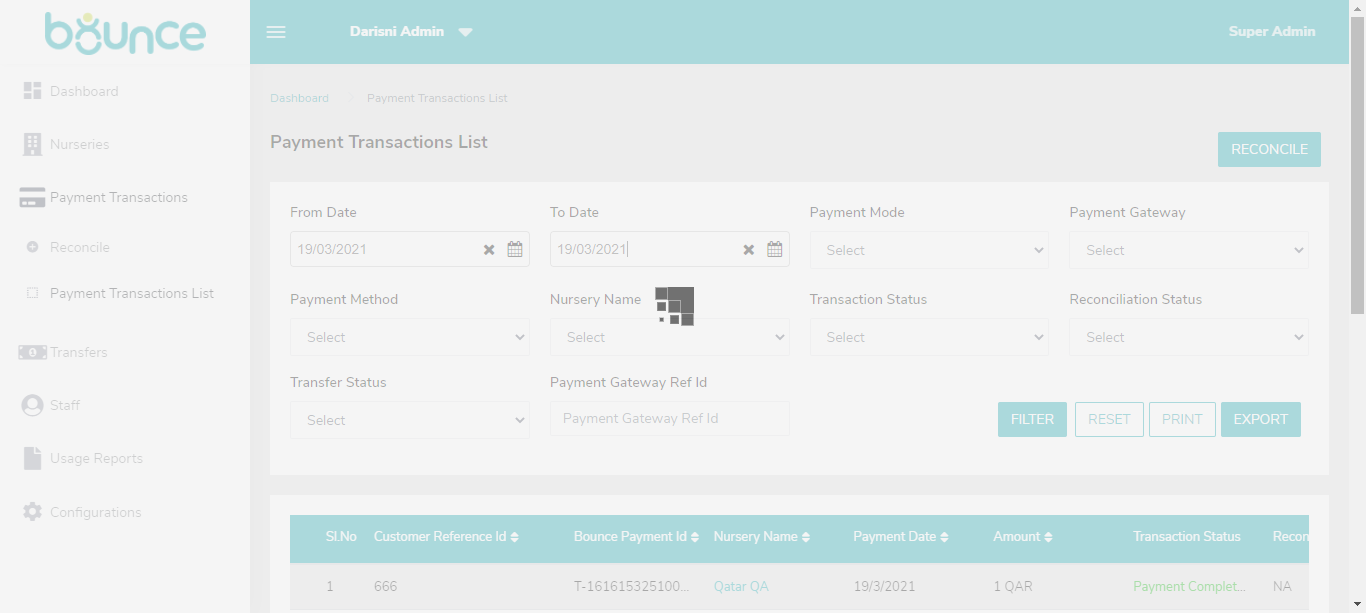 bounce
Darisni Admin
Super Admin
Dashboard
Nurseries
Payment Transactions
Reconcile
Payment Transactions List
Transfers
Staff
Usage Reports
Configurations
Dashboard Payment Transactions List
Payment Transactions List
RECONCILE
From Date To Date Payment Mode Payment Gateway
19/03/2021 19/03/2021 Select Select
Payment Method Nursery Name Transaction Status Reconciliation Status
Select Select Select Select
Transfer Status Payment Gateway Ref Id
Select Payment Gateway Ref Id FILTER RESET PRINT EXPORT
Sl.No Customer Reference Id Bounce Payment Id Nursery Name Payment Date Amount Transaction Status Recon
1 666 T-161615325100... Qatar QA 19/3/2021 1 QAR Payment Complet... NA